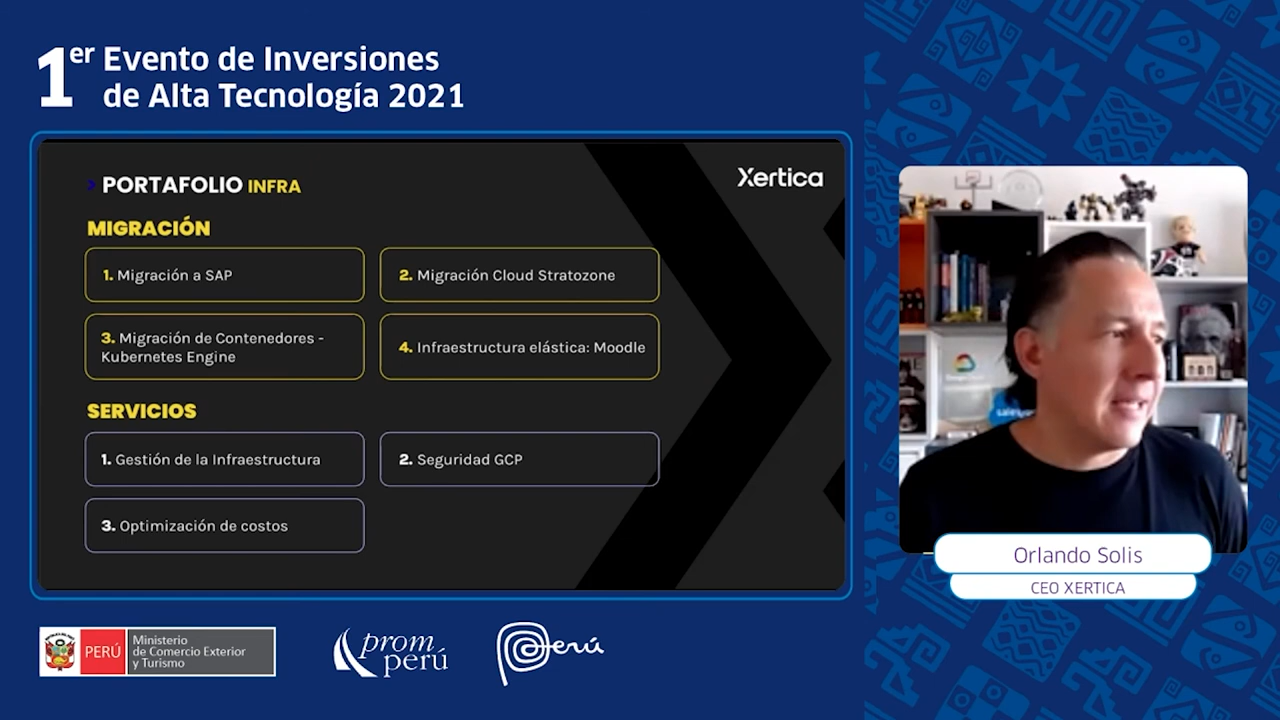 1er Evento de Inversiones
de Alta Tecnología 2021
PORTAFOLIO INFRA
Xertica
MIGRACIÓN
1. Migración a SAP
2. Migración Cloud Stratozone
3. Migración de Contenedores -
Kubernetes Engine
4. Infraestructura elástica: Moodle
SERVICIOS
1. Gestión de la Infraestructura
2. Seguridad GCP
3. Optimización de costos
Orlando Solis
CEO XERTICA
PERÚ
Ministerio
de Comercio Exterior
y Turismo
prom
perú
Perú